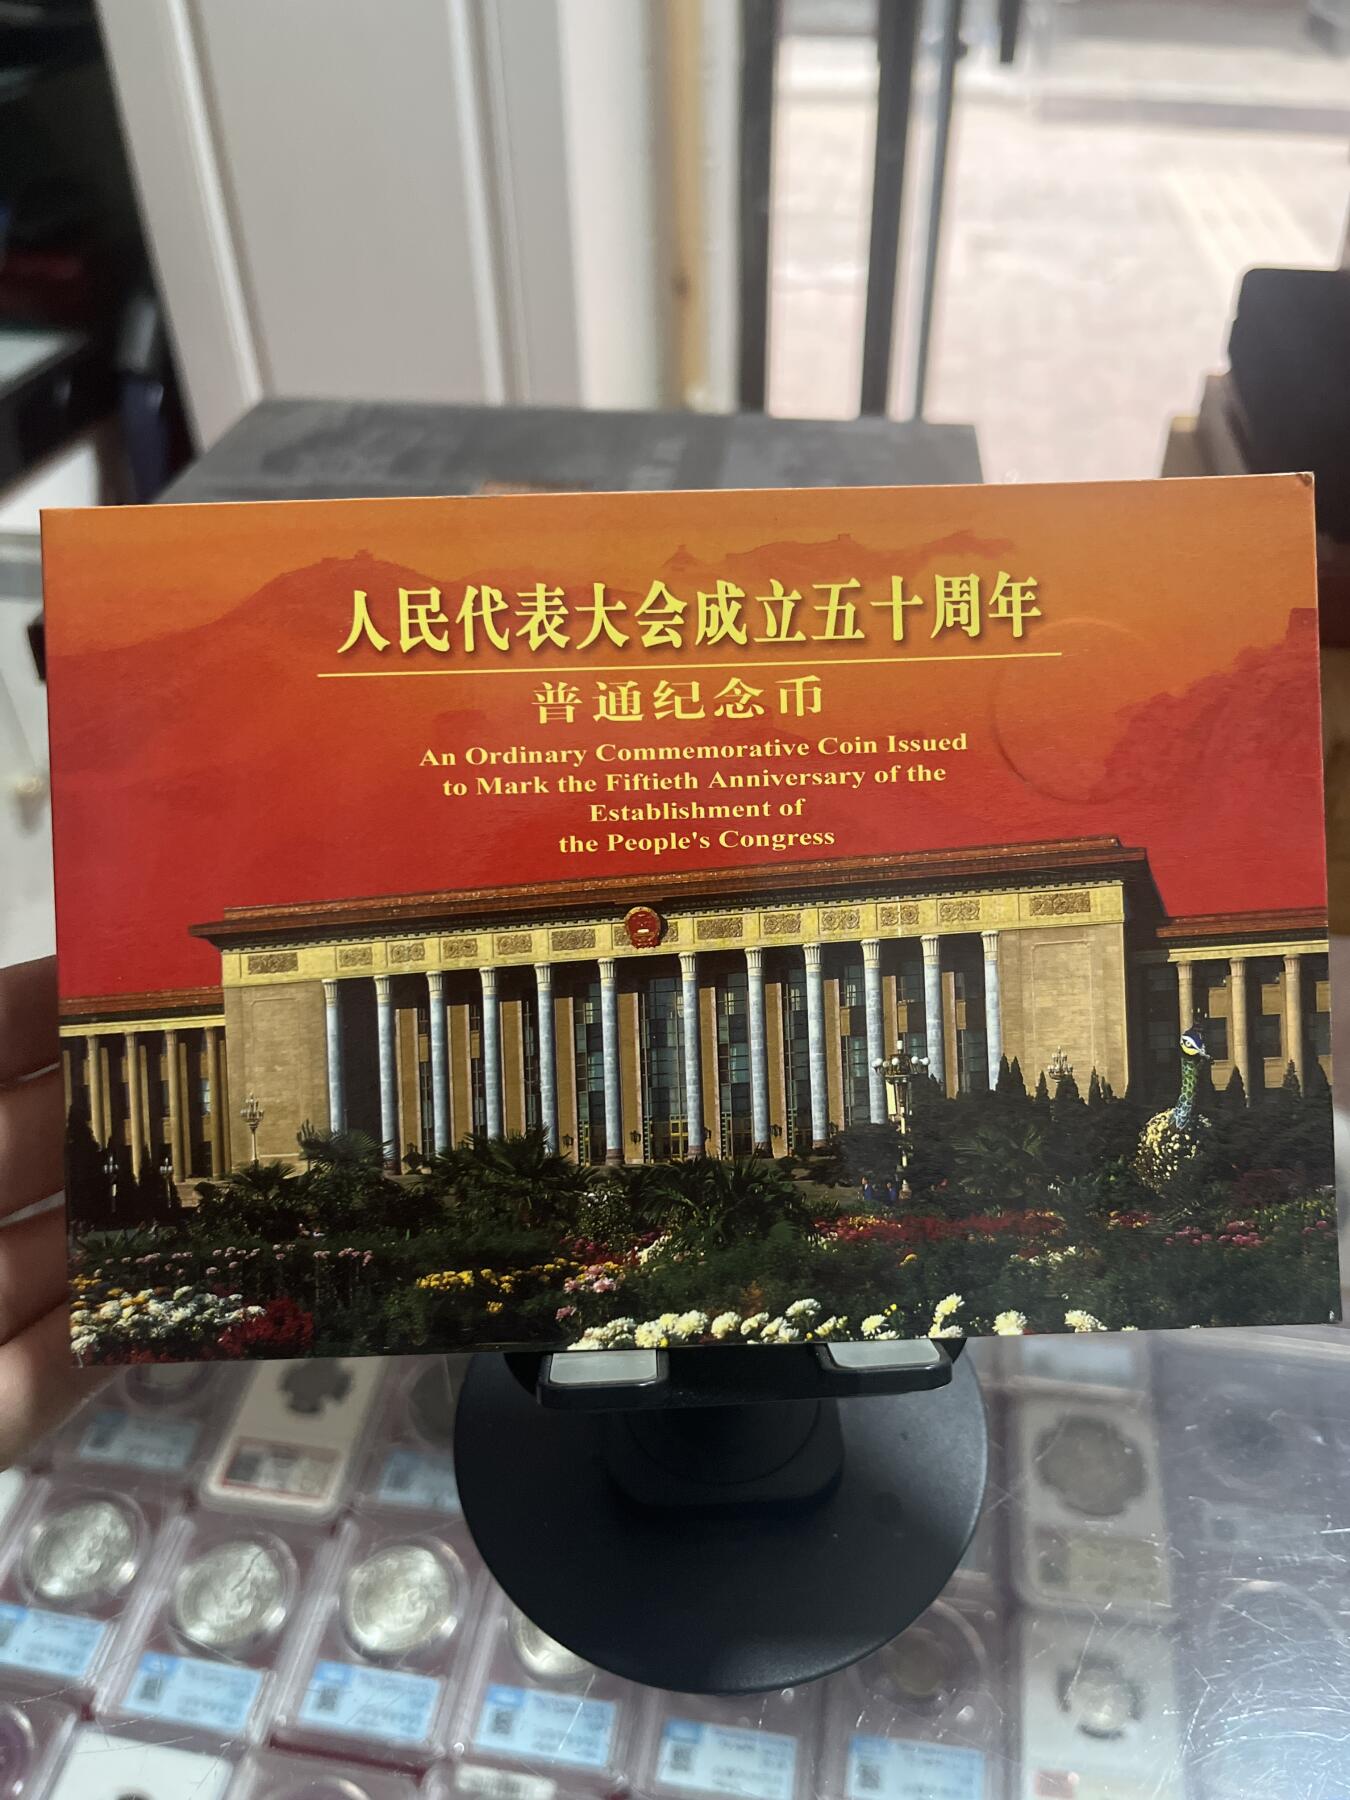 人民代表大会成立五十周年
普通纪念币
An Ordinary Commemorative Coin Issued
to Mark the Fiftieth Anniversary of the
Establishment of
the People's Congress